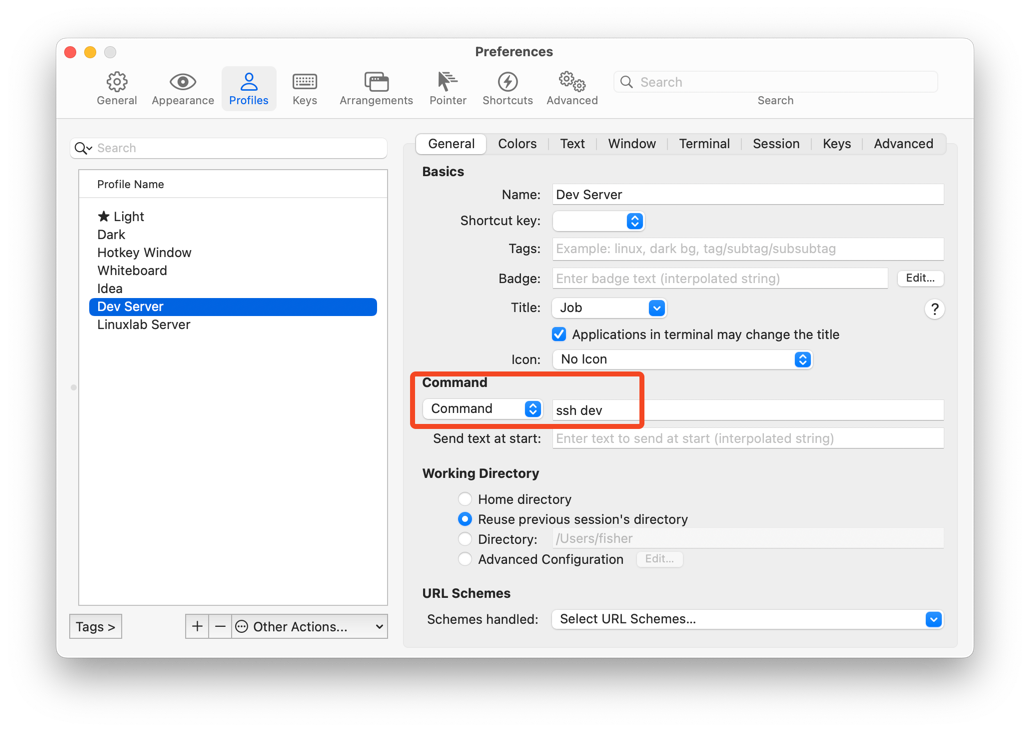 Preferences
General Appearance Profiles Keys Arrangements Pointer Shortcuts Advanced Search
Search
Search
Profile Name
★ Light
Dark
Hotkey Window
Whiteboard
Idea
Dev Server
Linuxlab Server
Tags >
+ − Other Actions...
General Colors Text Window Terminal Session Keys Advanced
Basics
Name: Dev Server
Shortcut key:
Tags: Example: linux, dark bg, tag/subtag/subsubtag
Badge: Enter badge text (interpolated string) Edit...
Title: Job ?
Applications in terminal may change the title
Icon: No Icon
Command
Command ssh dev
Send text at start: Enter text to send at start (interpolated string)
Working Directory
Home directory
Reuse previous session's directory
Directory: /Users/fisher
Advanced Configuration Edit...
URL Schemes
Schemes handled: Select URL Schemes...